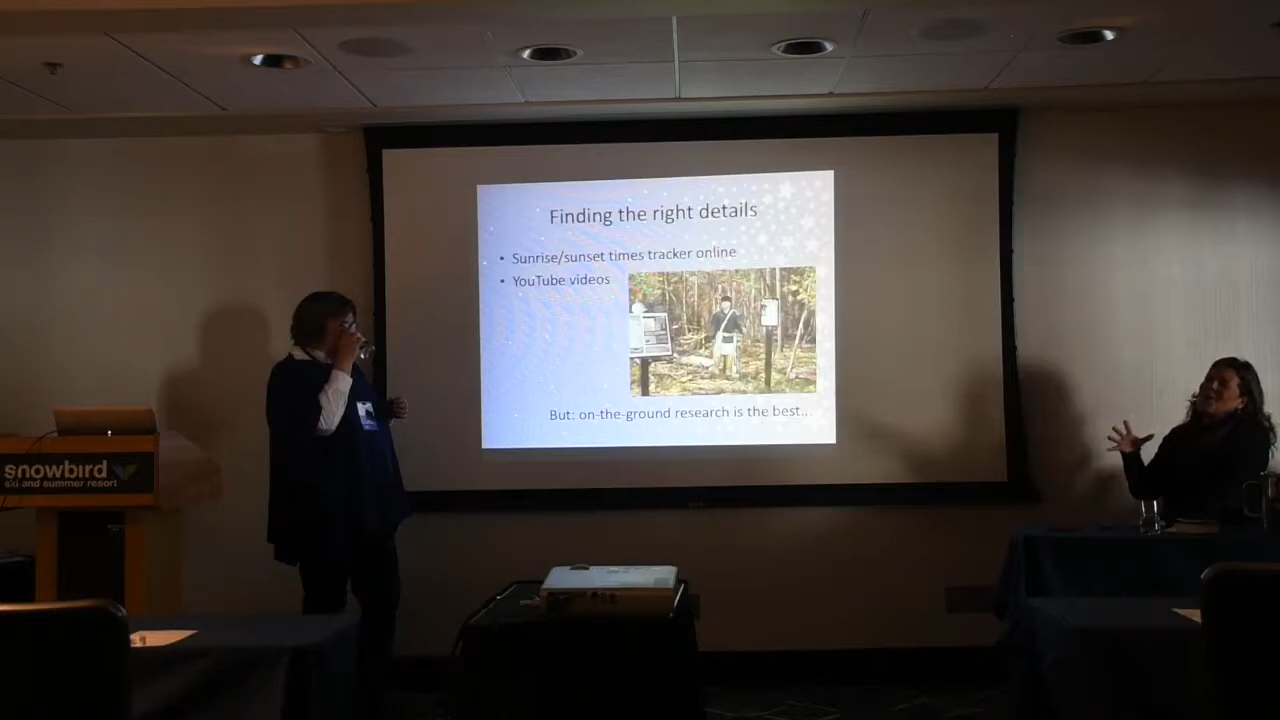 Finding the right details
• Sunrise/sunset times tracker online
• YouTube videos
But: on-the-ground research is the best...
snowbird
ski and summer resort